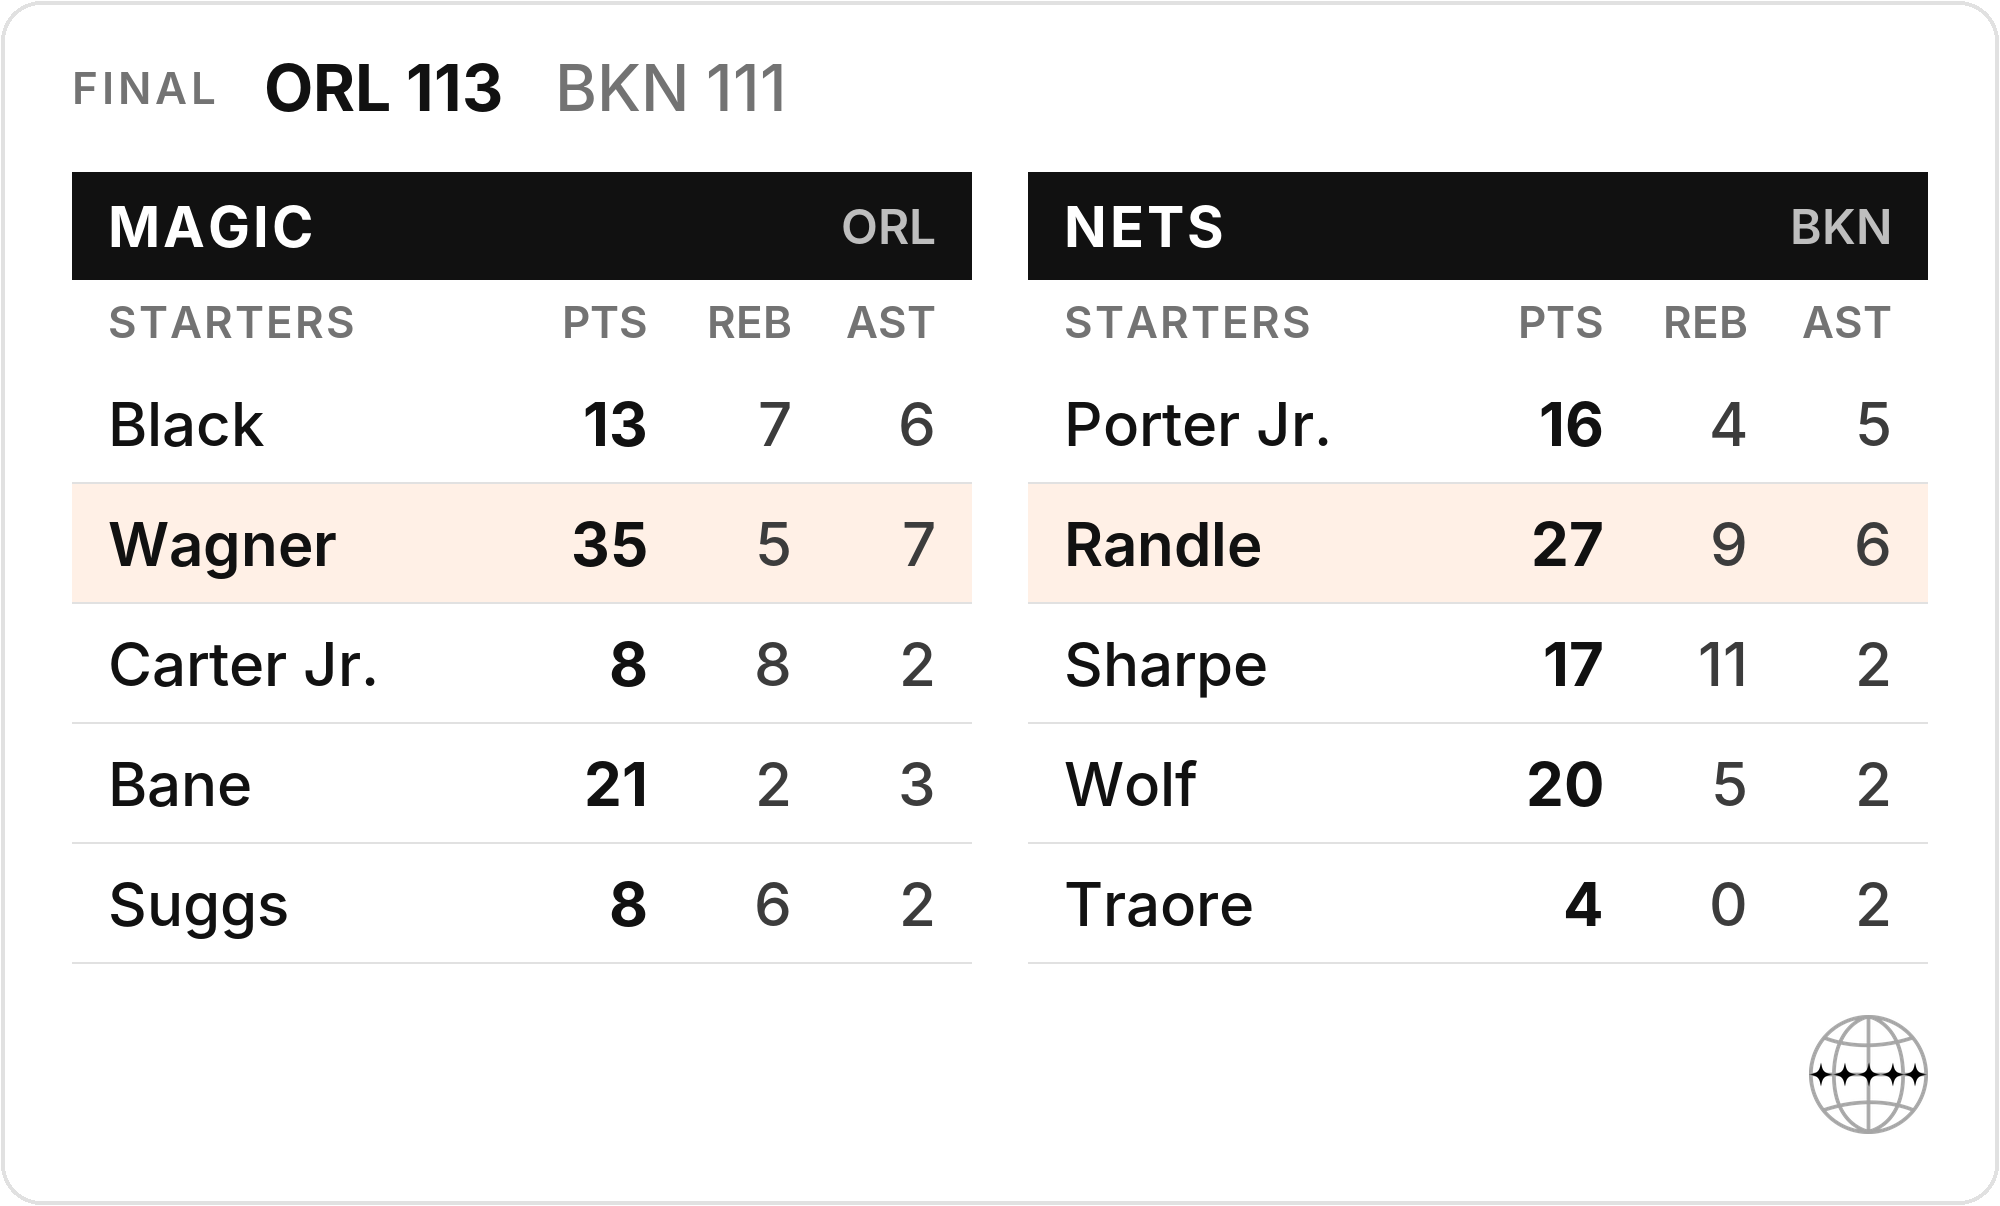 FINAL ORL 113 BKN 111
MAGIC ORL
STARTERS PTS REB AST
Black 13 7 6
Wagner 35 5 7
Carter Jr. 8 8 2
Bane 21 2 3
Suggs 8 6 2
NETS BKN
STARTERS PTS REB AST
Porter Jr. 16 4 5
Randle 27 9 6
Sharpe 17 11 2
Wolf 20 5 2
Traore 4 0 2